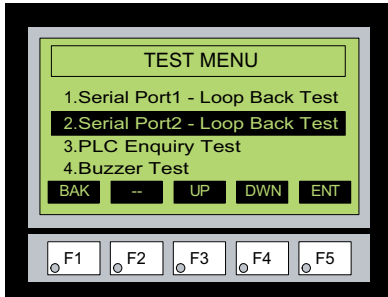 TEST MENU
1.Serial Port1 - Loop Back Test
2.Serial Port2 - Loop Back Test
3.PLC Enquiry Test
4.Buzzer Test
BAK -- UP DWN ENT
F1 F2 F3 F4 F5